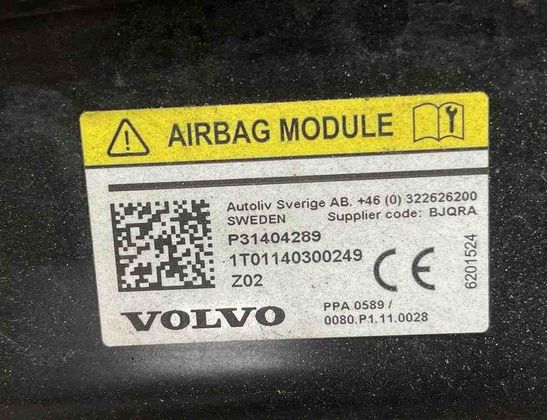 AIRBAG MODULE
Autoliv Sverige AB. +46 (0) 322626200
SWEDEN Supplier code: BJQRA
P31404289
1T01140300249
Z02
CE
6201524
VOLVO
PPA 0589 /
0080.P1.11.0028